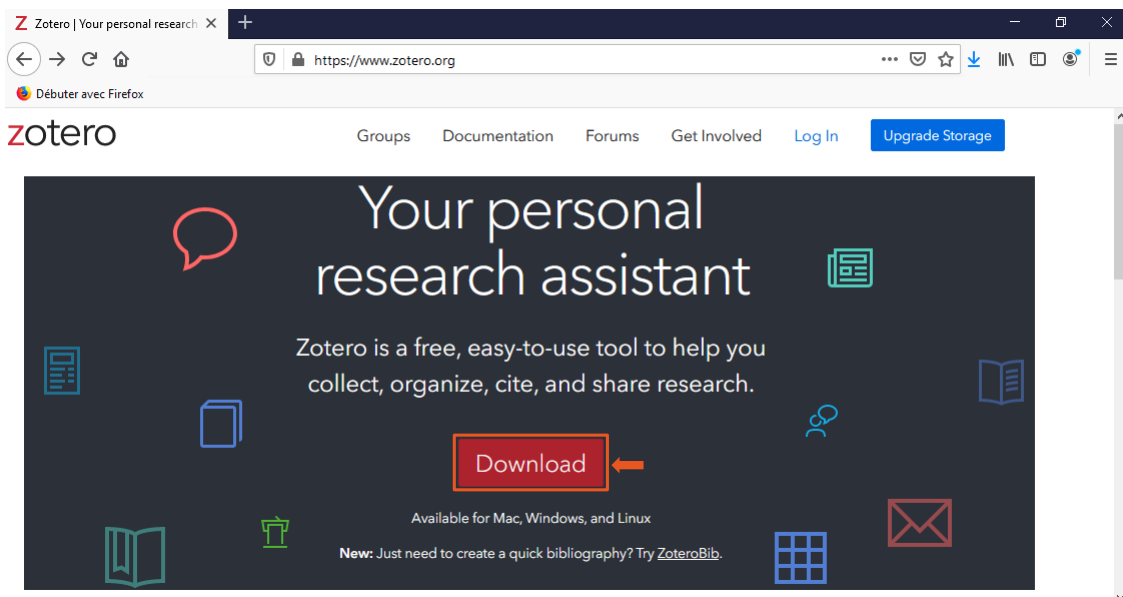 Zotero | Your personal research
https://www.zotero.org
Débuter avec Firefox
zotero
Groups Documentation Forums Get Involved Log In Upgrade Storage
Your personal
research assistant
Zotero is a free, easy-to-use tool to help you
collect, organize, cite, and share research.
Download
Available for Mac, Windows, and Linux
New: Just need to create a quick bibliography? Try ZoteroBib.